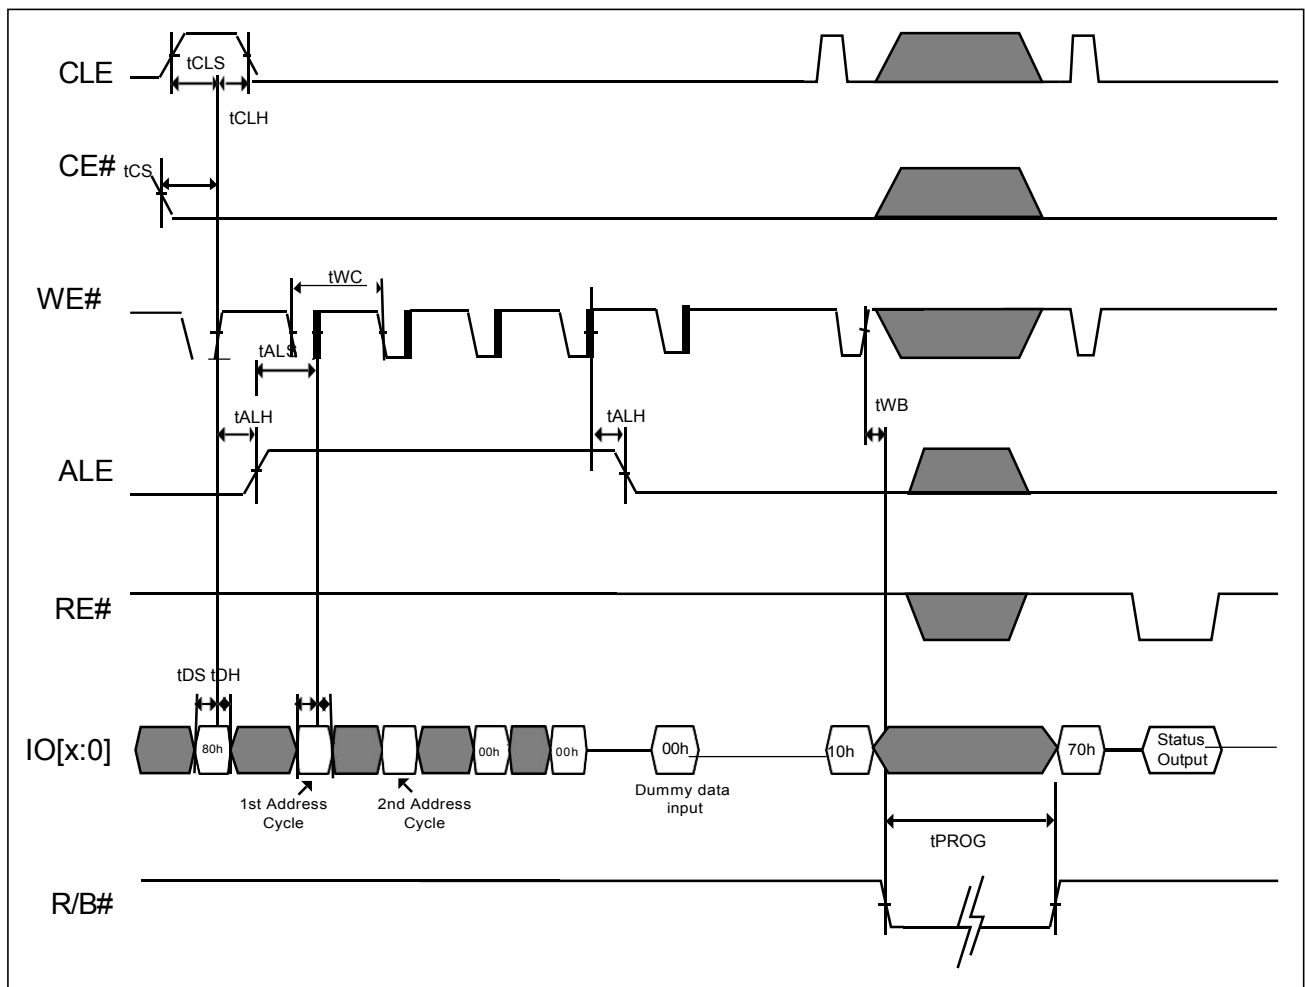 CLE
tCLS
tCLH
CE#
tCS
WE#
tWC
tALS
tWB
tALH
tALH
ALE
RE#
tDS tDH
IO[x:0]
80h
00h
00h
00h
10h
70h
Status
Output
1st Address
Cycle
2nd Address
Cycle
Dummy data
input
tPROG
R/B#